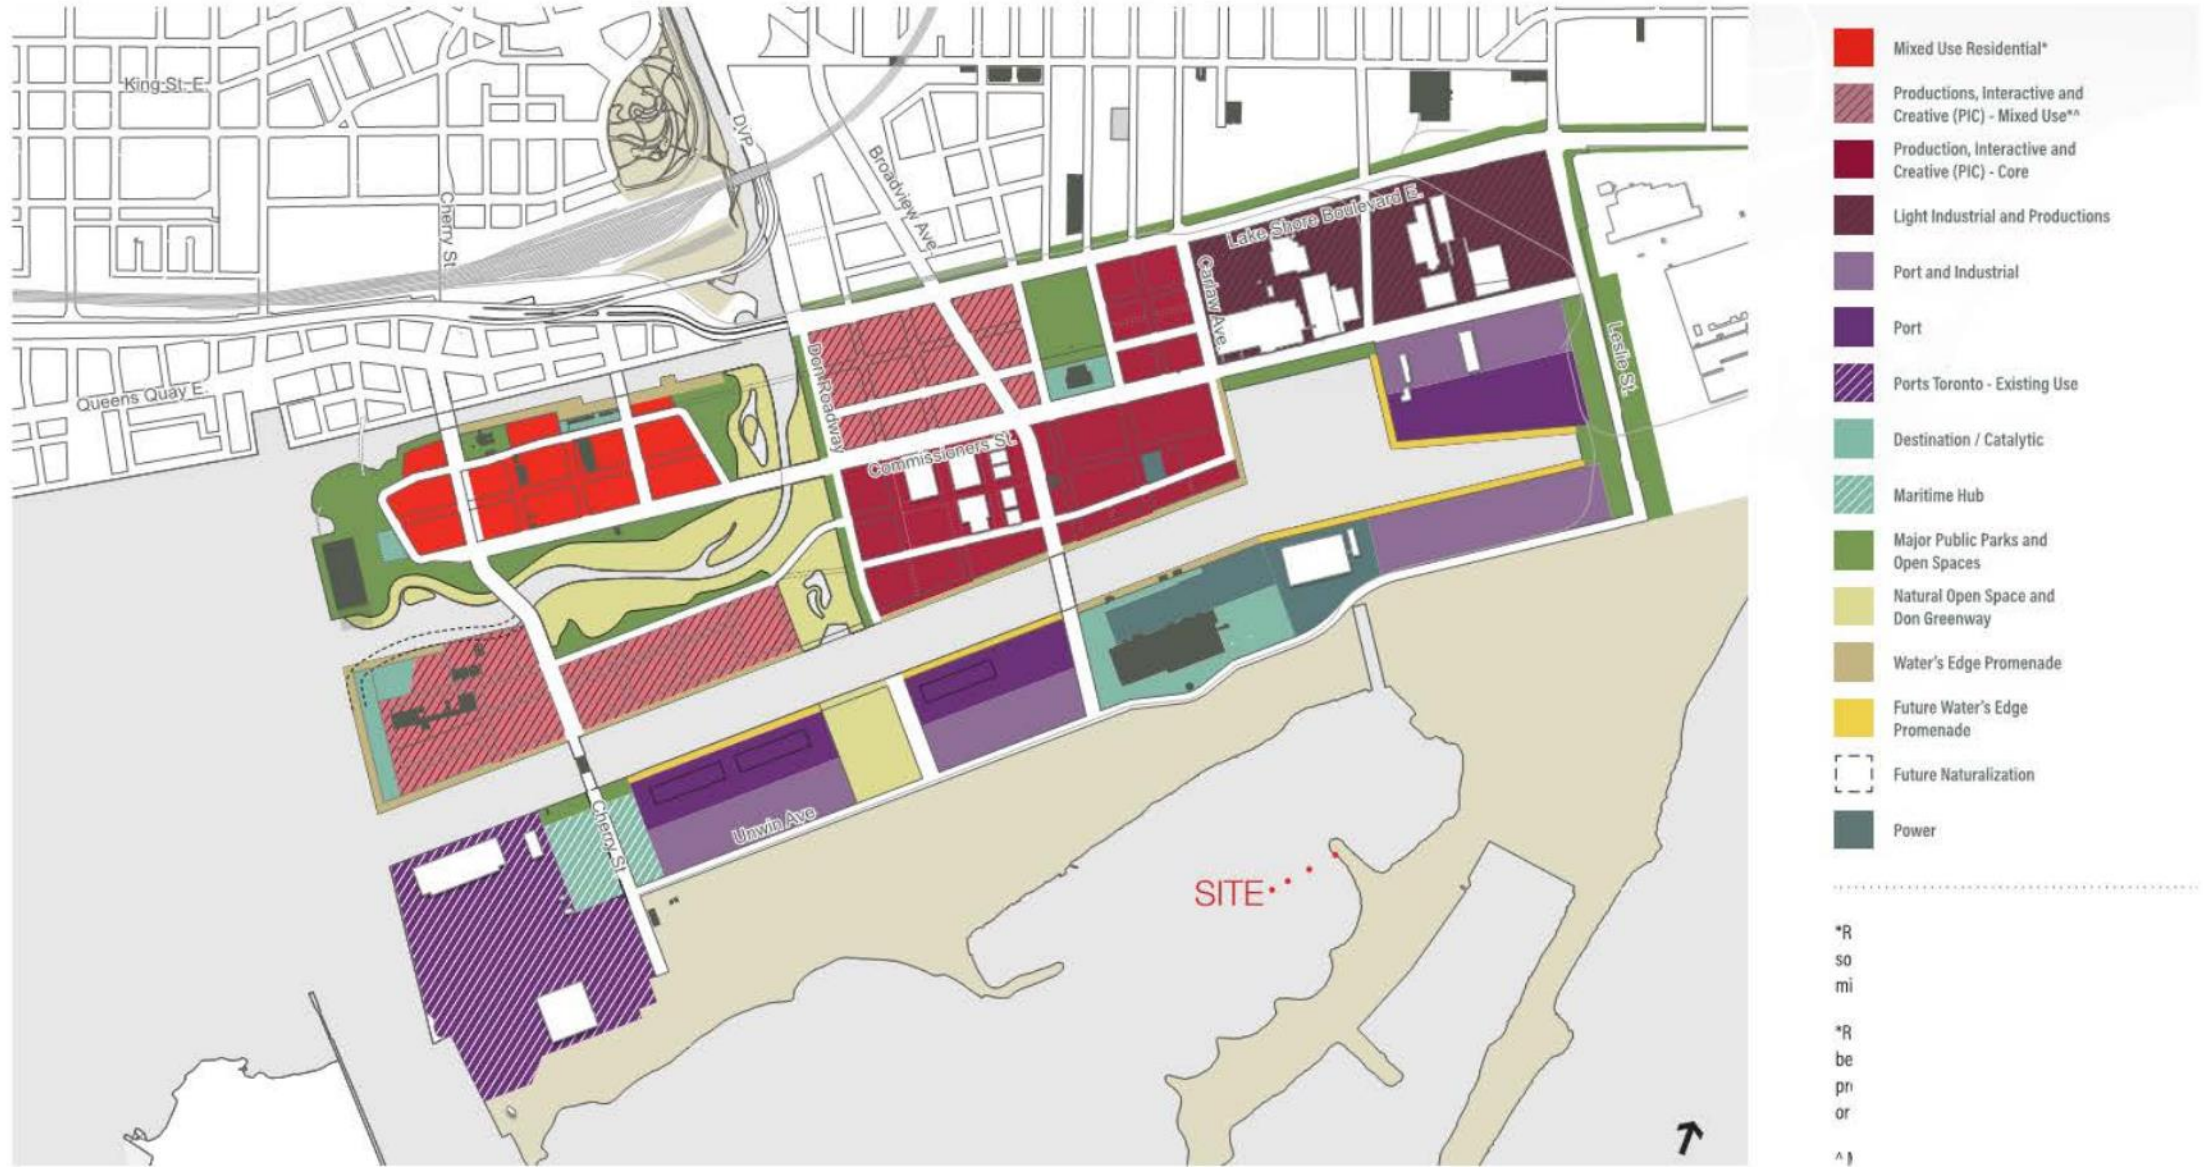 King St. E.
DVP
Broadview Ave.
Cherry St.
Lake Shore Boulevard E.
Carlaw Ave.
Leslie St.
Queens Quay E.
Don Roadway
Commissioners St.
Cherry St.
Unwin Ave
SITE
Mixed Use Residential*
Productions, Interactive and
Creative (PIC) - Mixed Use*^
Production, Interactive and
Creative (PIC) - Core
Light Industrial and Productions
Port and Industrial
Port
Ports Toronto - Existing Use
Destination / Catalytic
Maritime Hub
Major Public Parks and
Open Spaces
Natural Open Space and
Don Greenway
Water's Edge Promenade
Future Water's Edge
Promenade
Future Naturalization
Power
*R
so
mi
*R
be
or